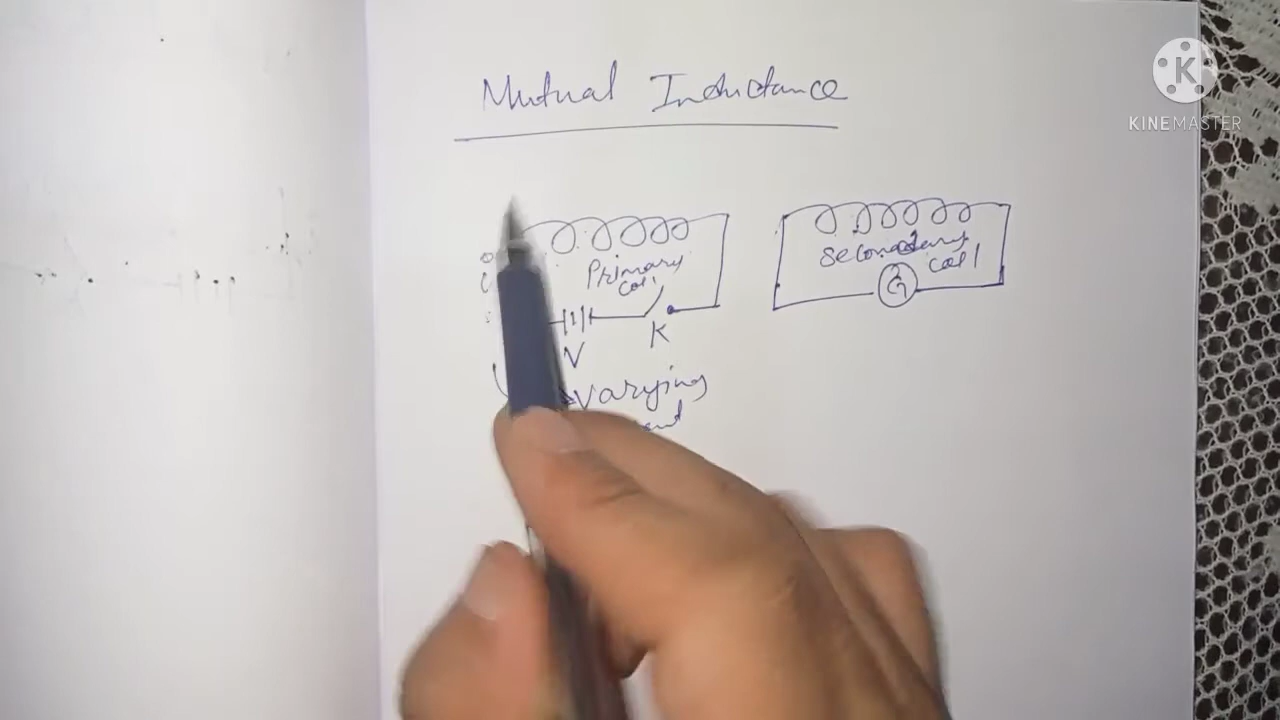 Mutual Inductance
Primary
coil
Secondary
coil
G
K
V
varying
KINEMASTER